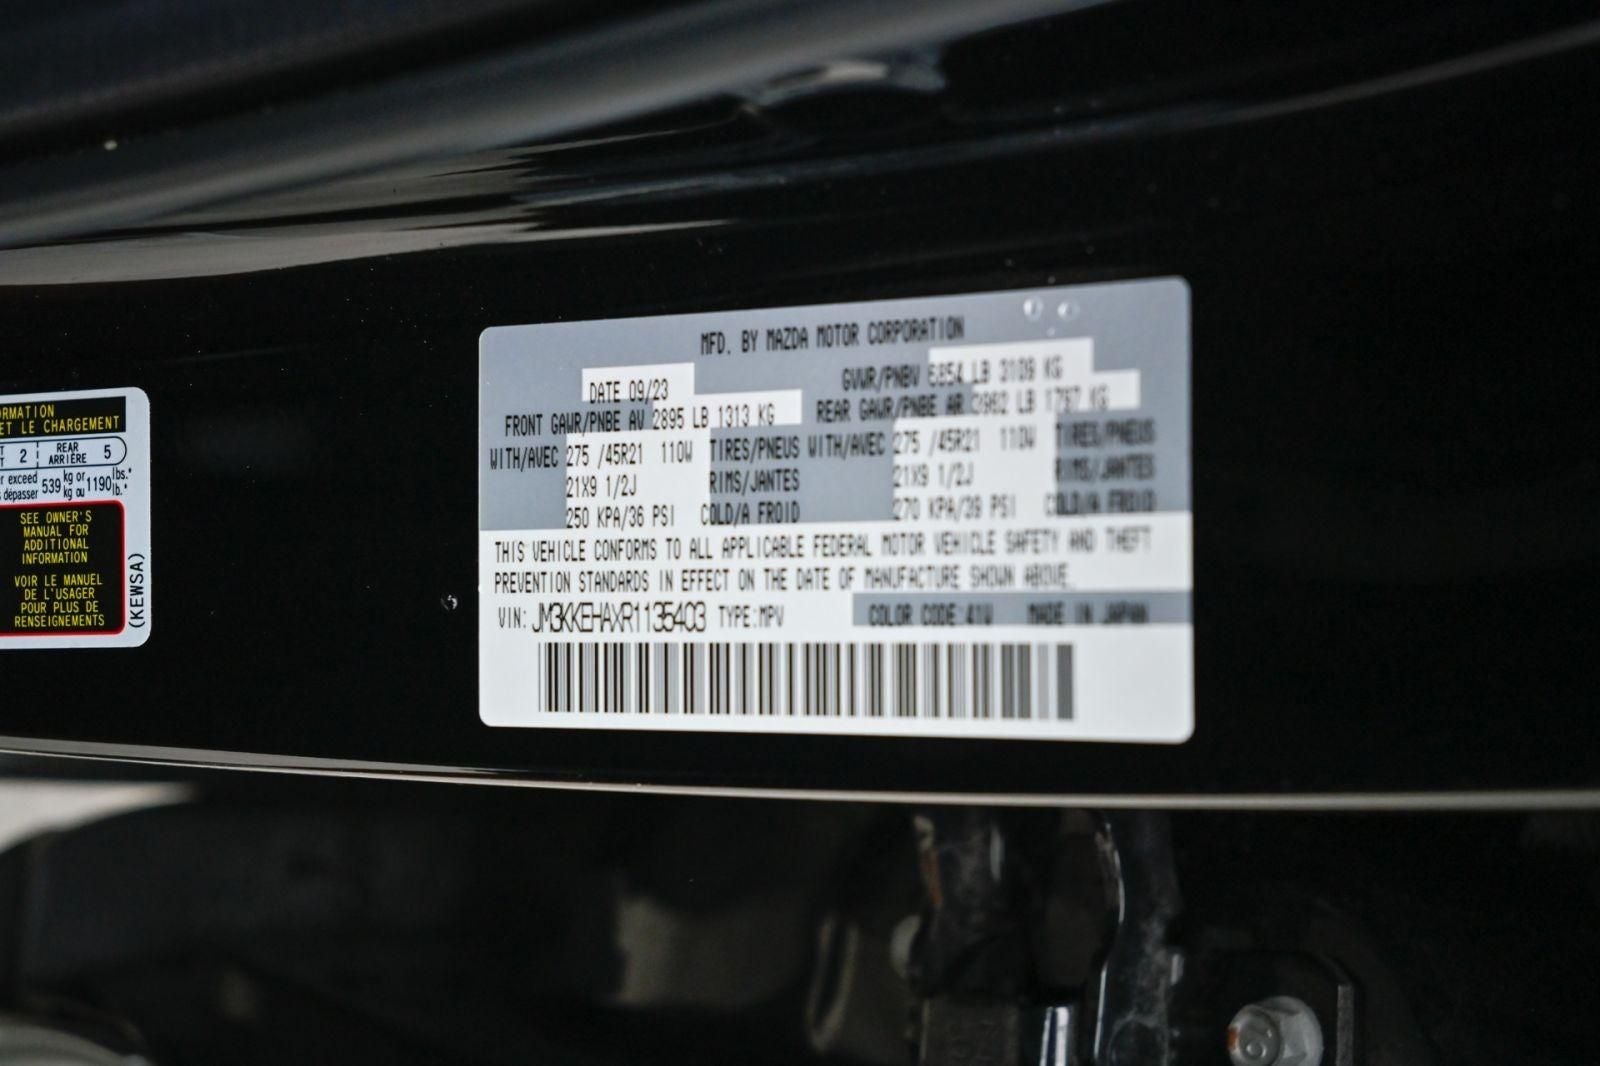 ORMATION
ET LE CHARGEMENT
2 REAR ARRIÈRE 5
exceed 539 kg or 1190 lbs.*
dépasser kg ou lb.*
SEE OWNER'S
MANUAL FOR
ADDITIONAL
INFORMATION
VOIR LE MANUEL
DE L'USAGER
POUR PLUS DE
RENSEIGNEMENTS
(KEWSA)
MFD. BY MAZDA MOTOR CORPORATION
DATE 09/23 GVWR/PNBV 6854 LB 3109 KG
FRONT GAWR/PNBE AV 2895 LB 1313 KG REAR GAWR/PNBE AR 3962 LB 1797 KG
WITH/AVEC 275 /45R21 110W TIRES/PNEUS WITH/AVEC 275 /45R21 110W TIRES/PNEUS
21X9 1/2J RIMS/JANTES 21X9 1/2J RIMS/JANTES
250 KPA/36 PSI COLD/A FROID 270 KPA/39 PSI COLD/A FROID
THIS VEHICLE CONFORMS TO ALL APPLICABLE FEDERAL MOTOR VEHICLE SAFETY AND THEFT
PREVENTION STANDARDS IN EFFECT ON THE DATE OF MANUFACTURE SHOWN ABOVE.
VIN: JM3KKEHAXR1135403 TYPE:MPV COLOR CODE:41U MADE IN JAPAN